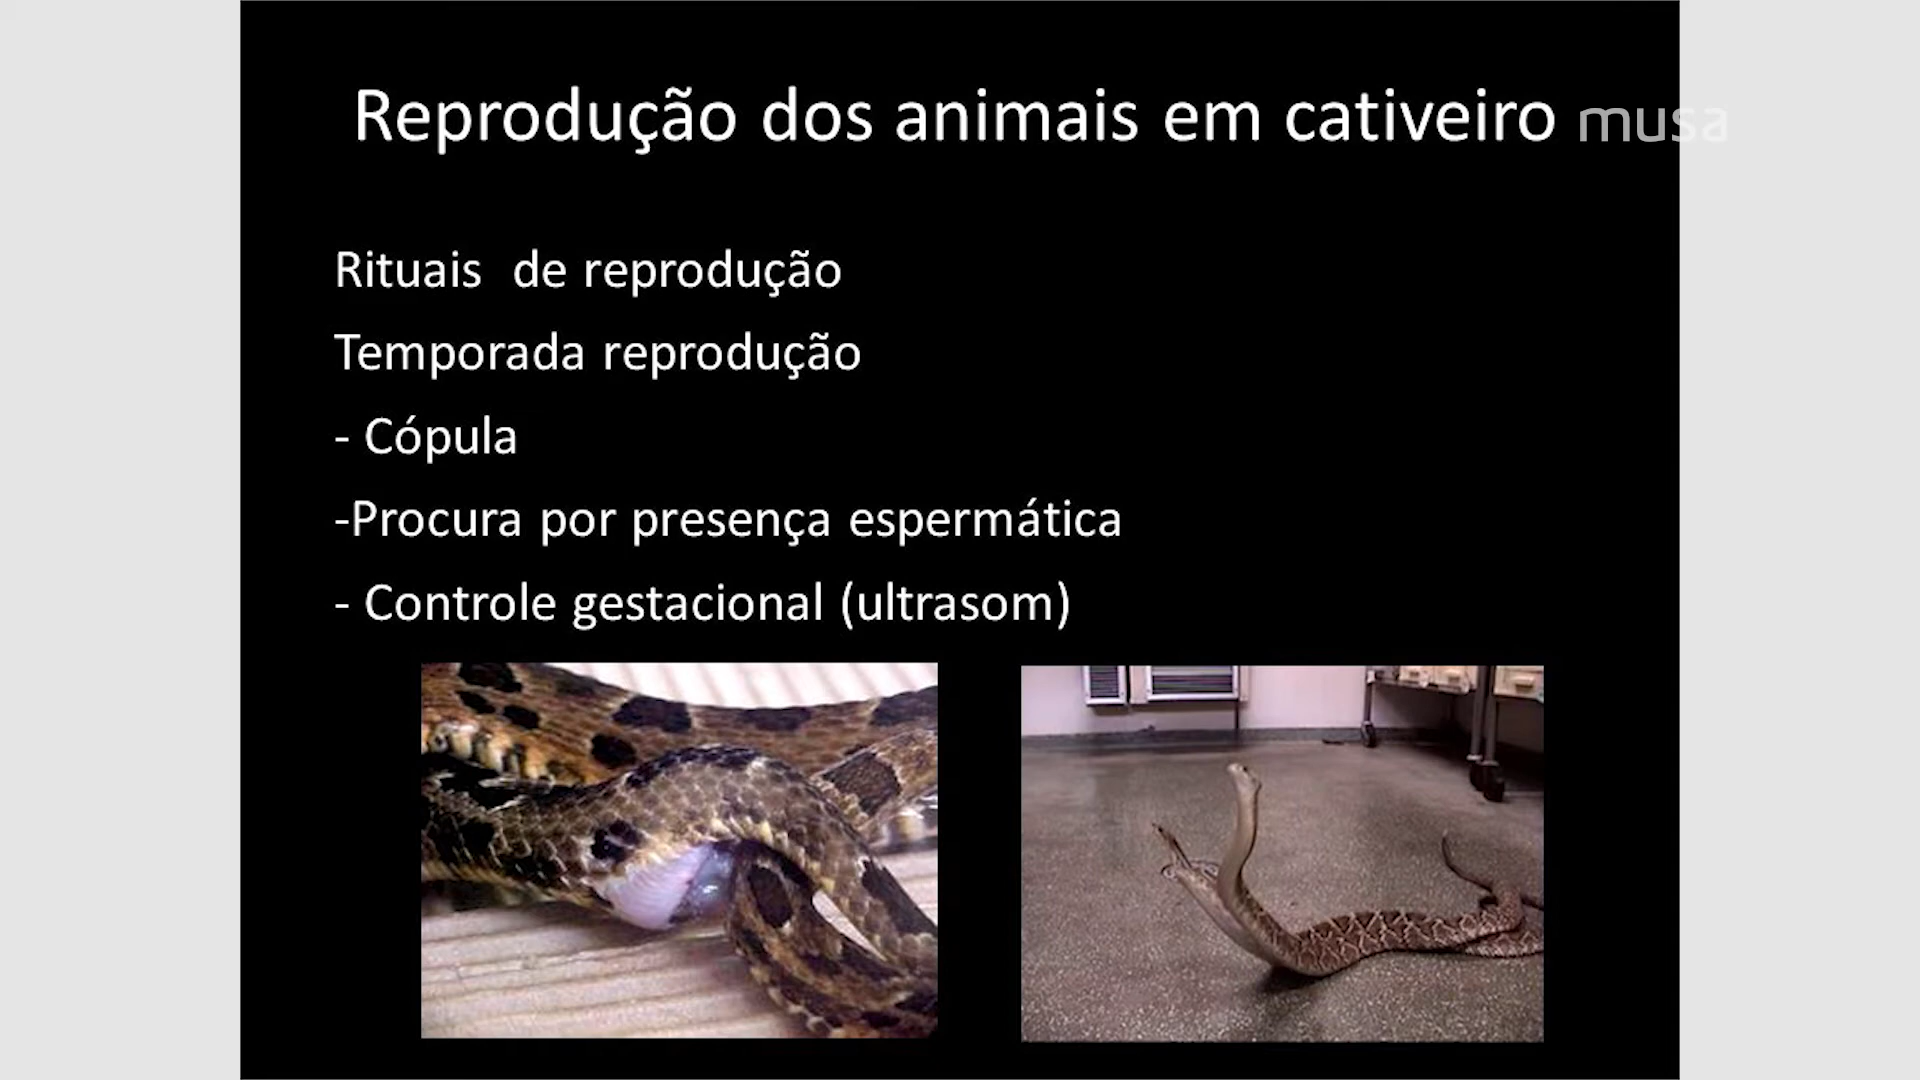 Reprodução dos animais em cativeiro
musa
Rituais de reprodução
Temporada reprodução
- Cópula
-Procura por presença espermática
- Controle gestacional (ultrasom)